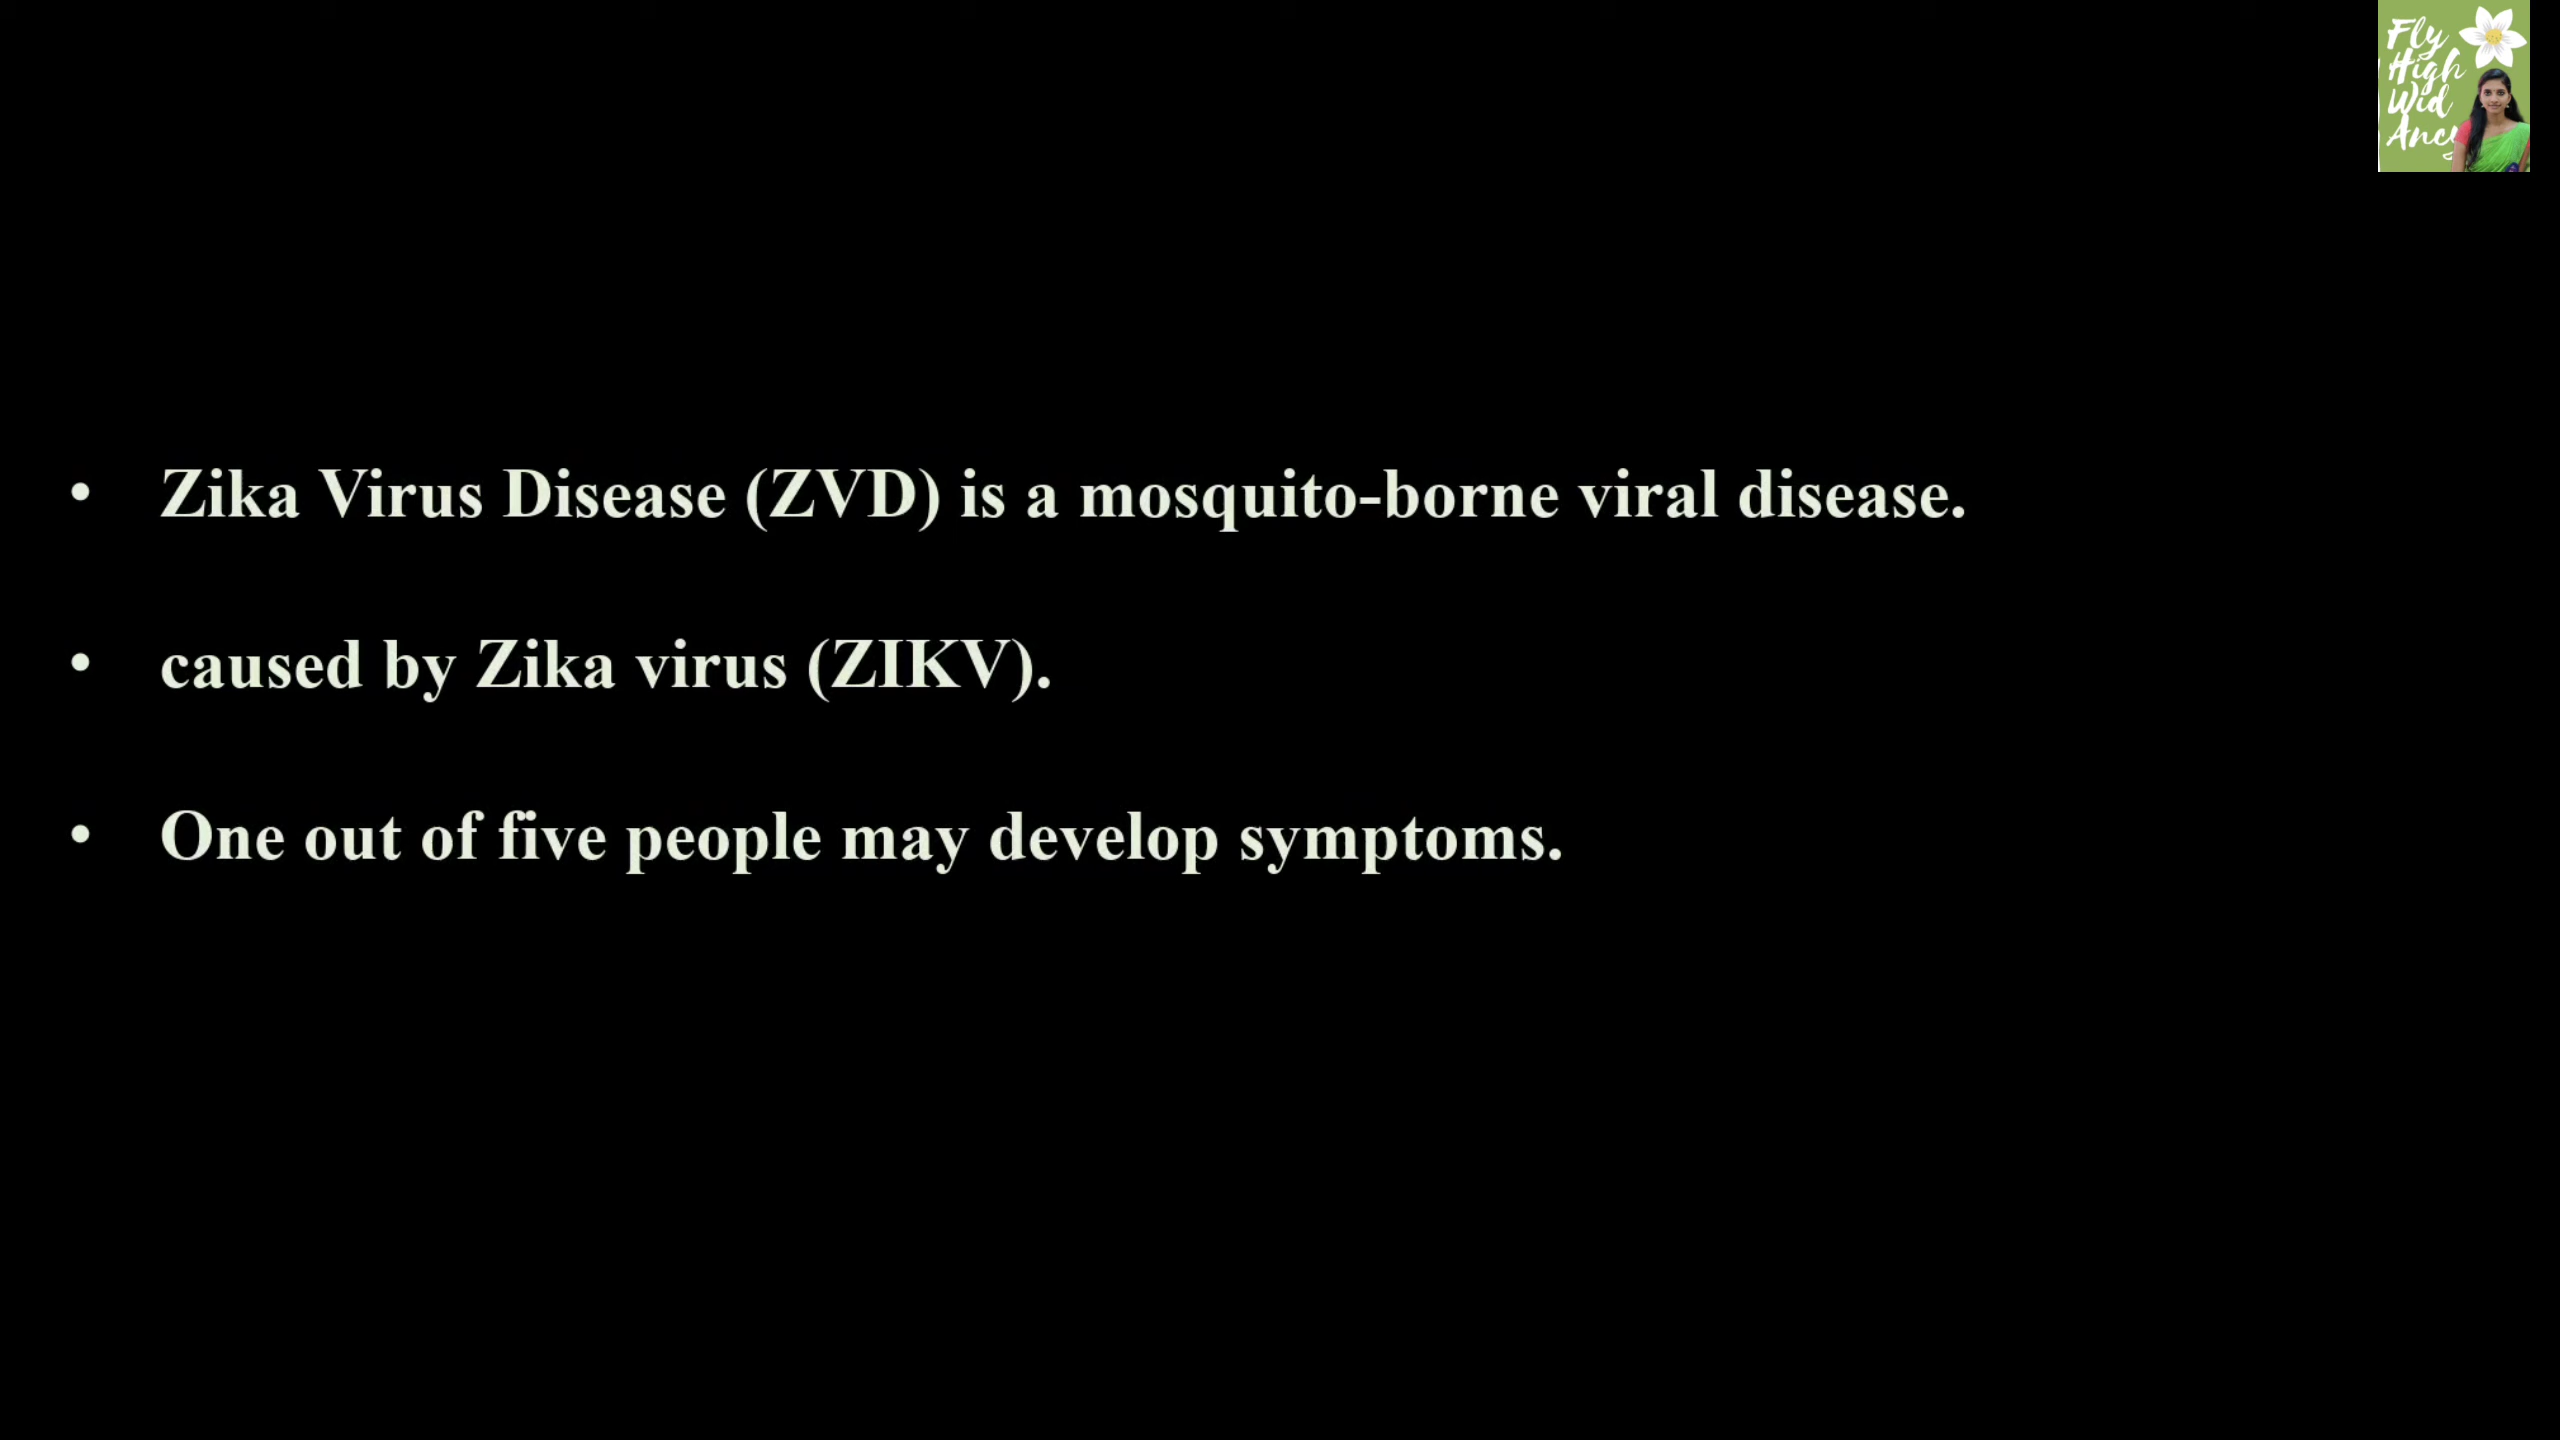 Fly
High
Wid
Ancy
• Zika Virus Disease (ZVD) is a mosquito-borne viral disease.
• caused by Zika virus (ZIKV).
• One out of five people may develop symptoms.